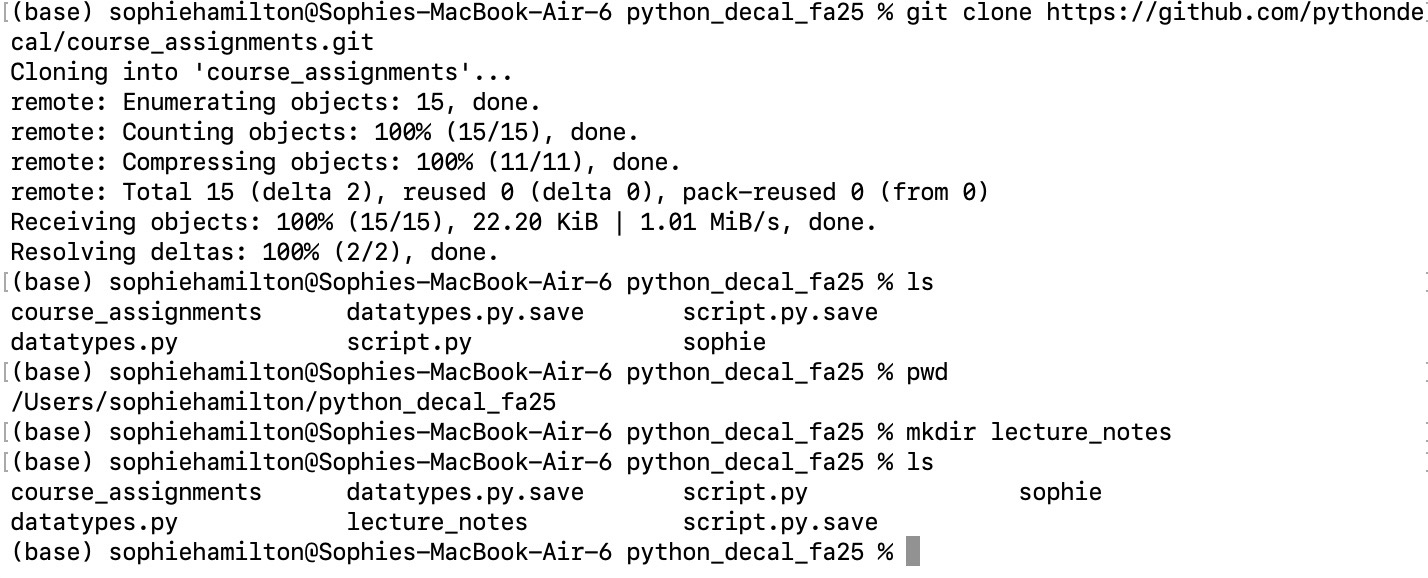 [(base) sophiehamilton@Sophies-MacBook-Air-6 python_decal_fa25 % git clone https://github.com/pythonde]
cal/course_assignments.git
Cloning into 'course_assignments'...
remote: Enumerating objects: 15, done.
remote: Counting objects: 100% (15/15), done.
remote: Compressing objects: 100% (11/11), done.
remote: Total 15 (delta 2), reused 0 (delta 0), pack-reused 0 (from 0)
Receiving objects: 100% (15/15), 22.20 KiB | 1.01 MiB/s, done.
Resolving deltas: 100% (2/2), done.
[(base) sophiehamilton@Sophies-MacBook-Air-6 python_decal_fa25 % ls ]
course_assignments datatypes.py.save script.py.save
datatypes.py script.py sophie
[(base) sophiehamilton@Sophies-MacBook-Air-6 python_decal_fa25 % pwd ]
/Users/sophiehamilton/python_decal_fa25
[(base) sophiehamilton@Sophies-MacBook-Air-6 python_decal_fa25 % mkdir lecture_notes ]
[(base) sophiehamilton@Sophies-MacBook-Air-6 python_decal_fa25 % ls ]
course_assignments datatypes.py.save script.py sophie
datatypes.py lecture_notes script.py.save
(base) sophiehamilton@Sophies-MacBook-Air-6 python_decal_fa25 %